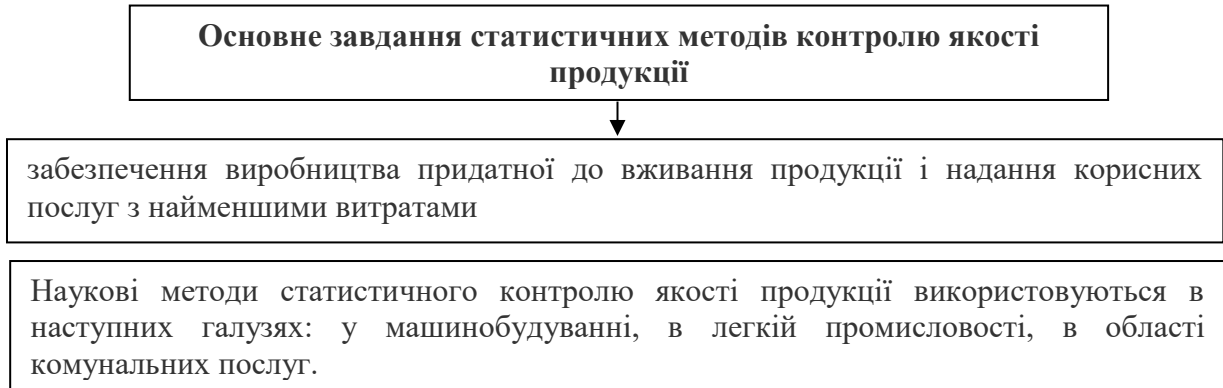 Основне завдання статистичних методів контролю якості
продукції
забезпечення виробництва придатної до вживання продукції і надання корисних
послуг з найменшими витратами
Наукові методи статистичного контролю якості продукції використовуються в
наступних галузях: у машинобудуванні, в легкій промисловості, в області
комунальних послуг.